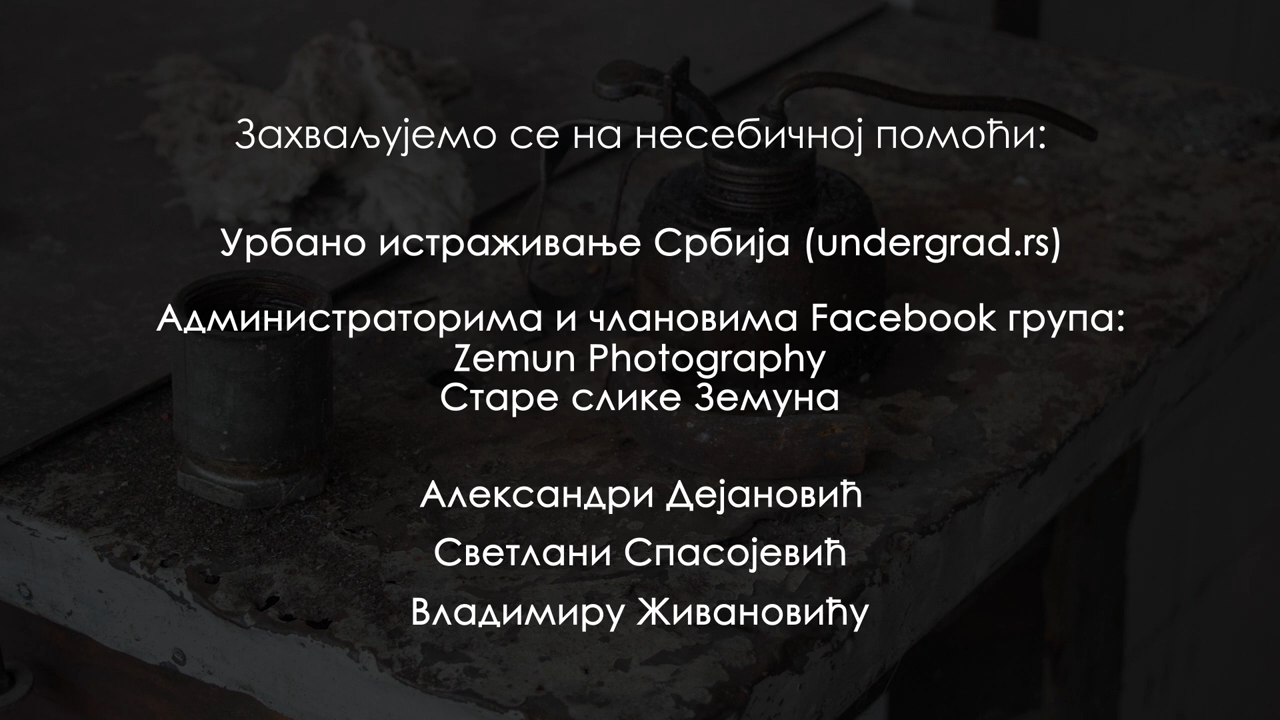 Захваљујемо се на несебичној помоћи:
Урбано истраживање Србија (undergrad.rs)
Администраторима и члановима Facebook група:
Zemun Photography
Старе слике Земуна
Александри Дејановић
Светлани Спасојевић
Владимиру Живановићу